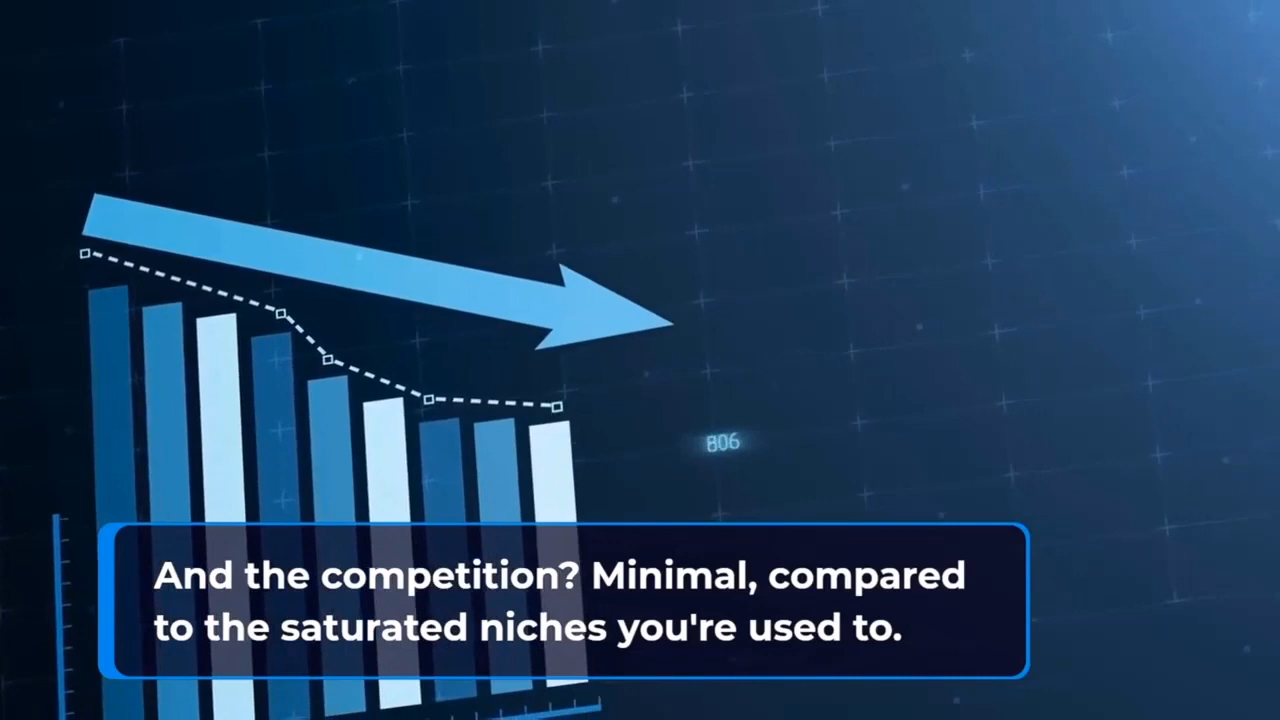 806
And the competition? Minimal, compared
to the saturated niches you're used to.